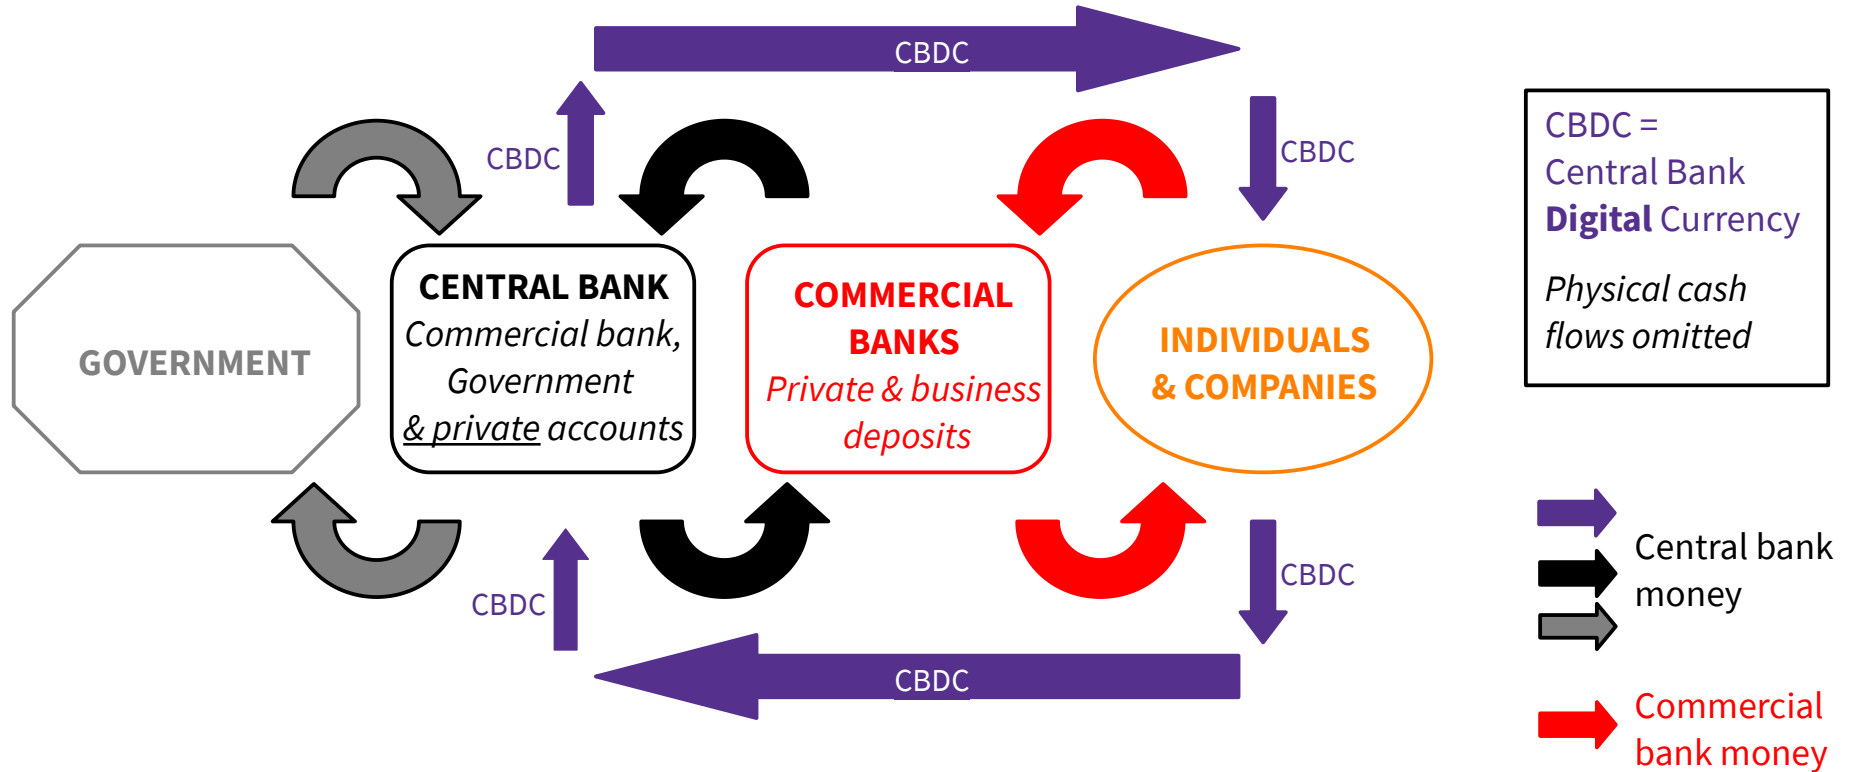 CBDC
CBDC
CBDC
CBDC =
Central Bank
Digital Currency
Physical cash
flows omitted
GOVERNMENT
CENTRAL BANK
Commercial bank,
Government
& private accounts
COMMERCIAL
BANKS
Private & business
deposits
INDIVIDUALS
& COMPANIES
CBDC
CBDC
CBDC
Central bank
money
Commercial
bank money